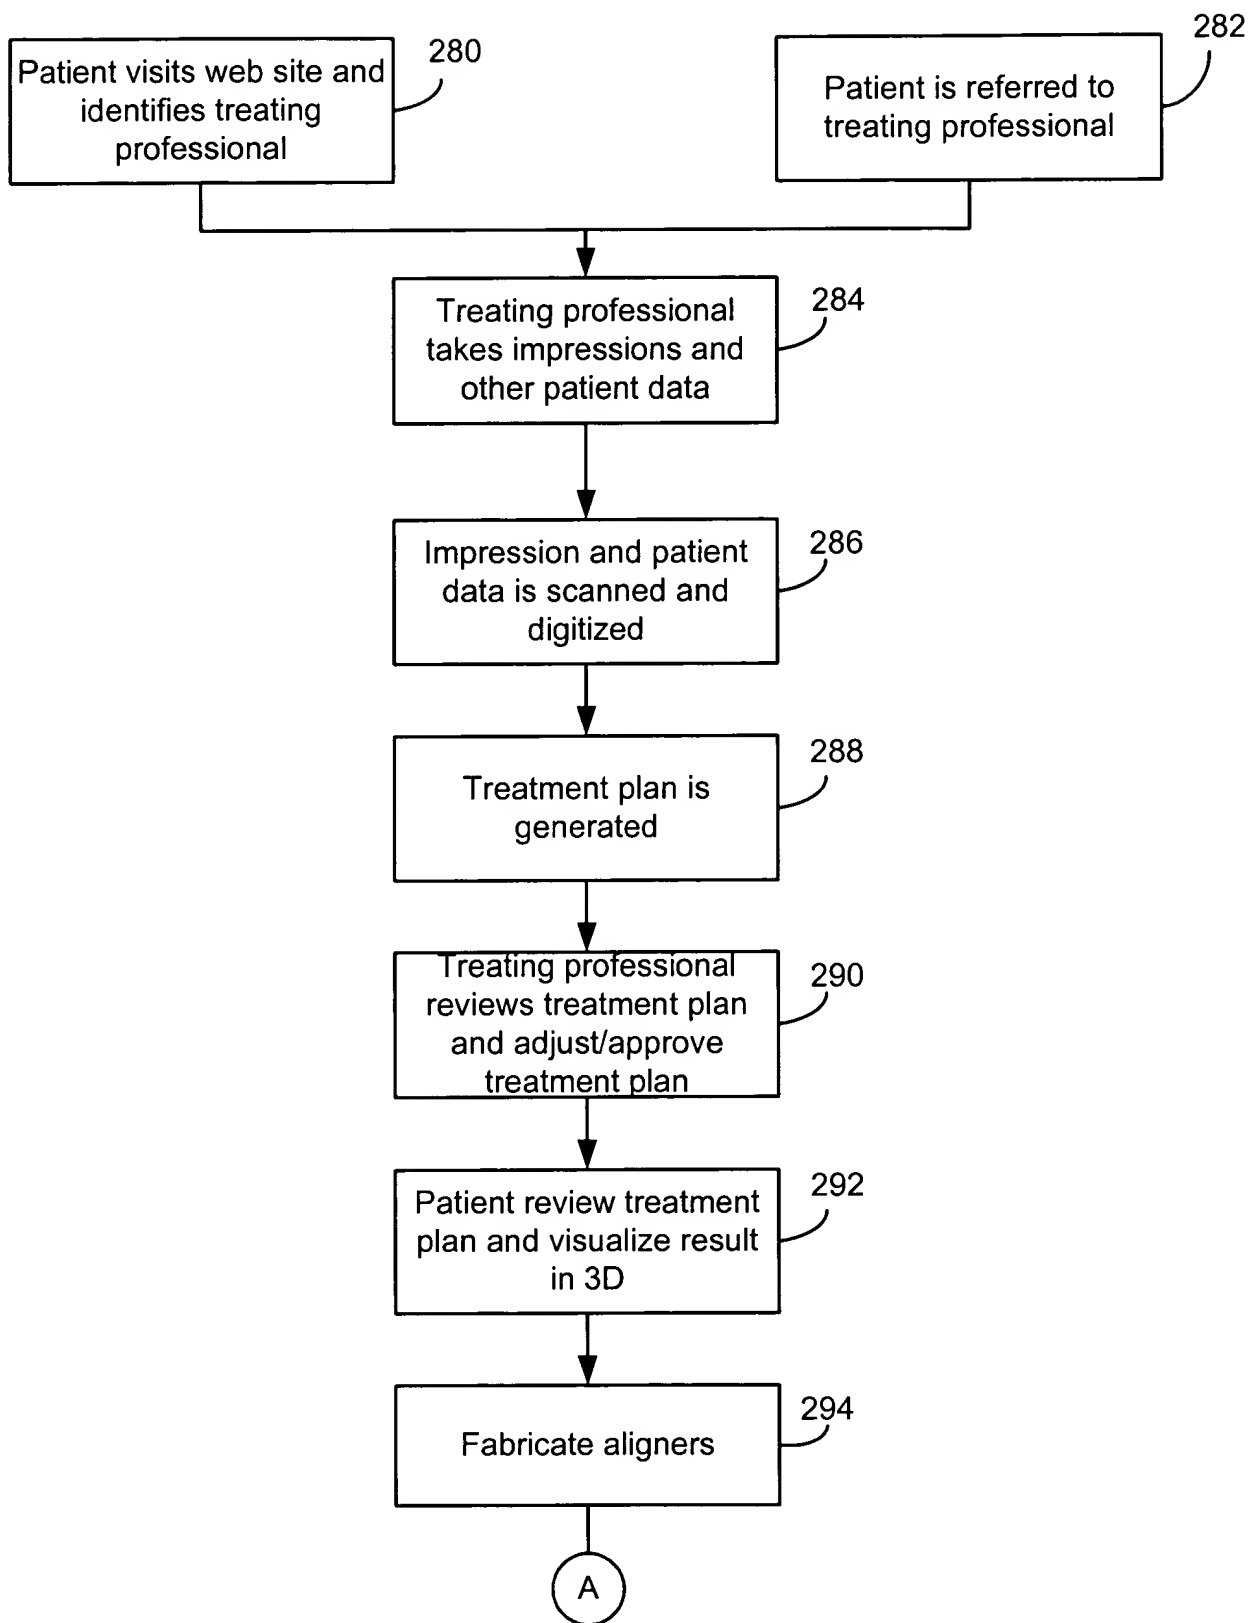 280
282
Patient visits web site and
identifies treating
professional
Patient is referred to
treating professional
284
Treating professional
takes impressions and
other patient data
286
Impression and patient
data is scanned and
digitized
288
Treatment plan is
generated
290
Treating professional
reviews treatment plan
and adjust/approve
treatment plan
292
Patient review treatment
plan and visualize result
in 3D
294
Fabricate aligners
A